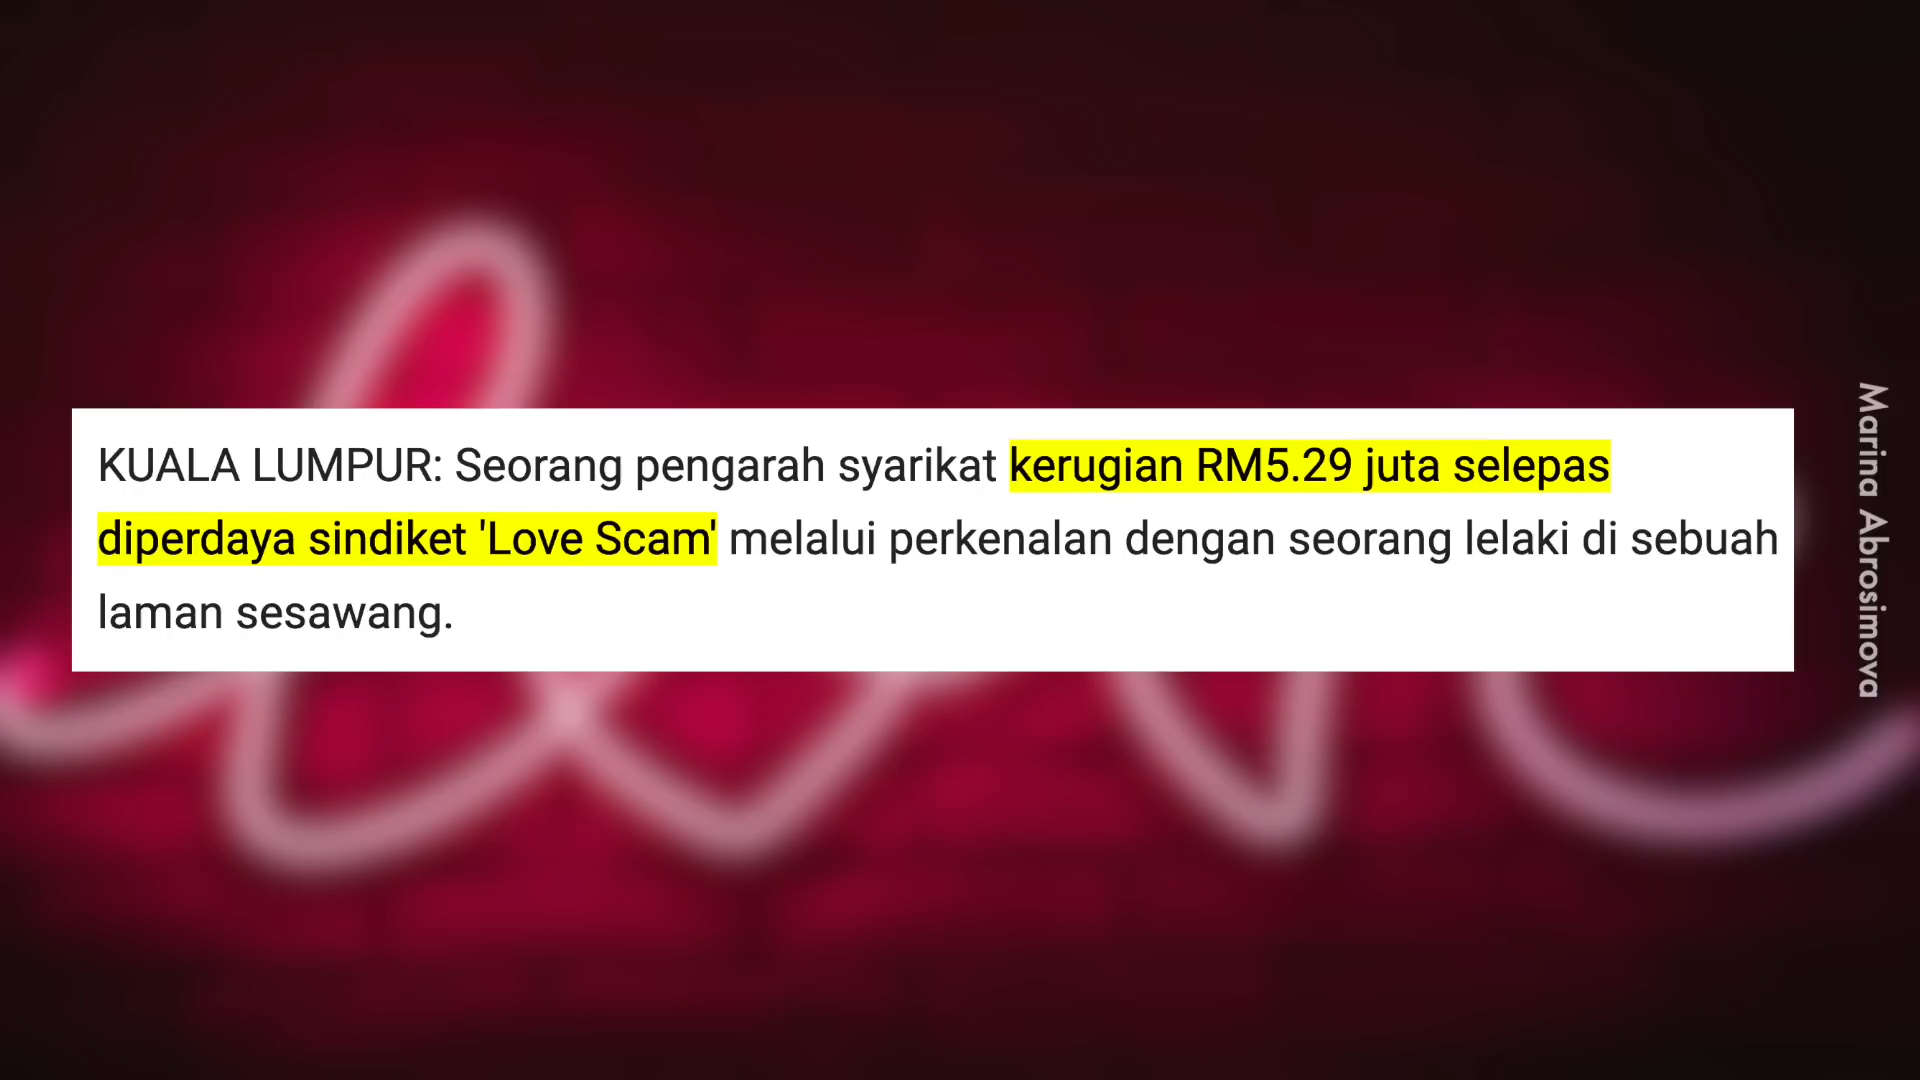 KUALA LUMPUR: Seorang pengarah syarikat kerugian RM5.29 juta selepas
diperdaya sindiket 'Love Scam' melalui perkenalan dengan seorang lelaki di sebuah
laman sesawang.
Marina Abrosimova
love